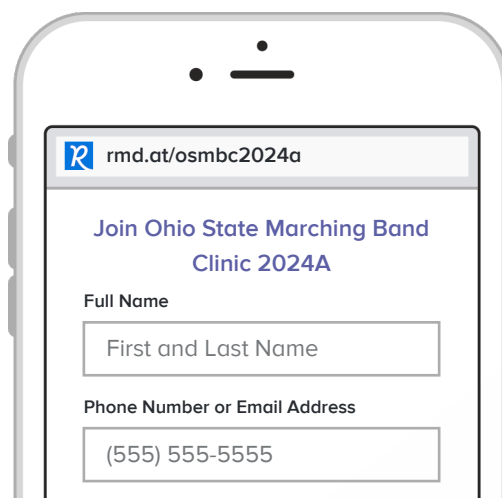 rmd.at/osmbc2024a
Join Ohio State Marching Band
Clinic 2024A
Full Name
First and Last Name
Phone Number or Email Address
(555) 555-5555